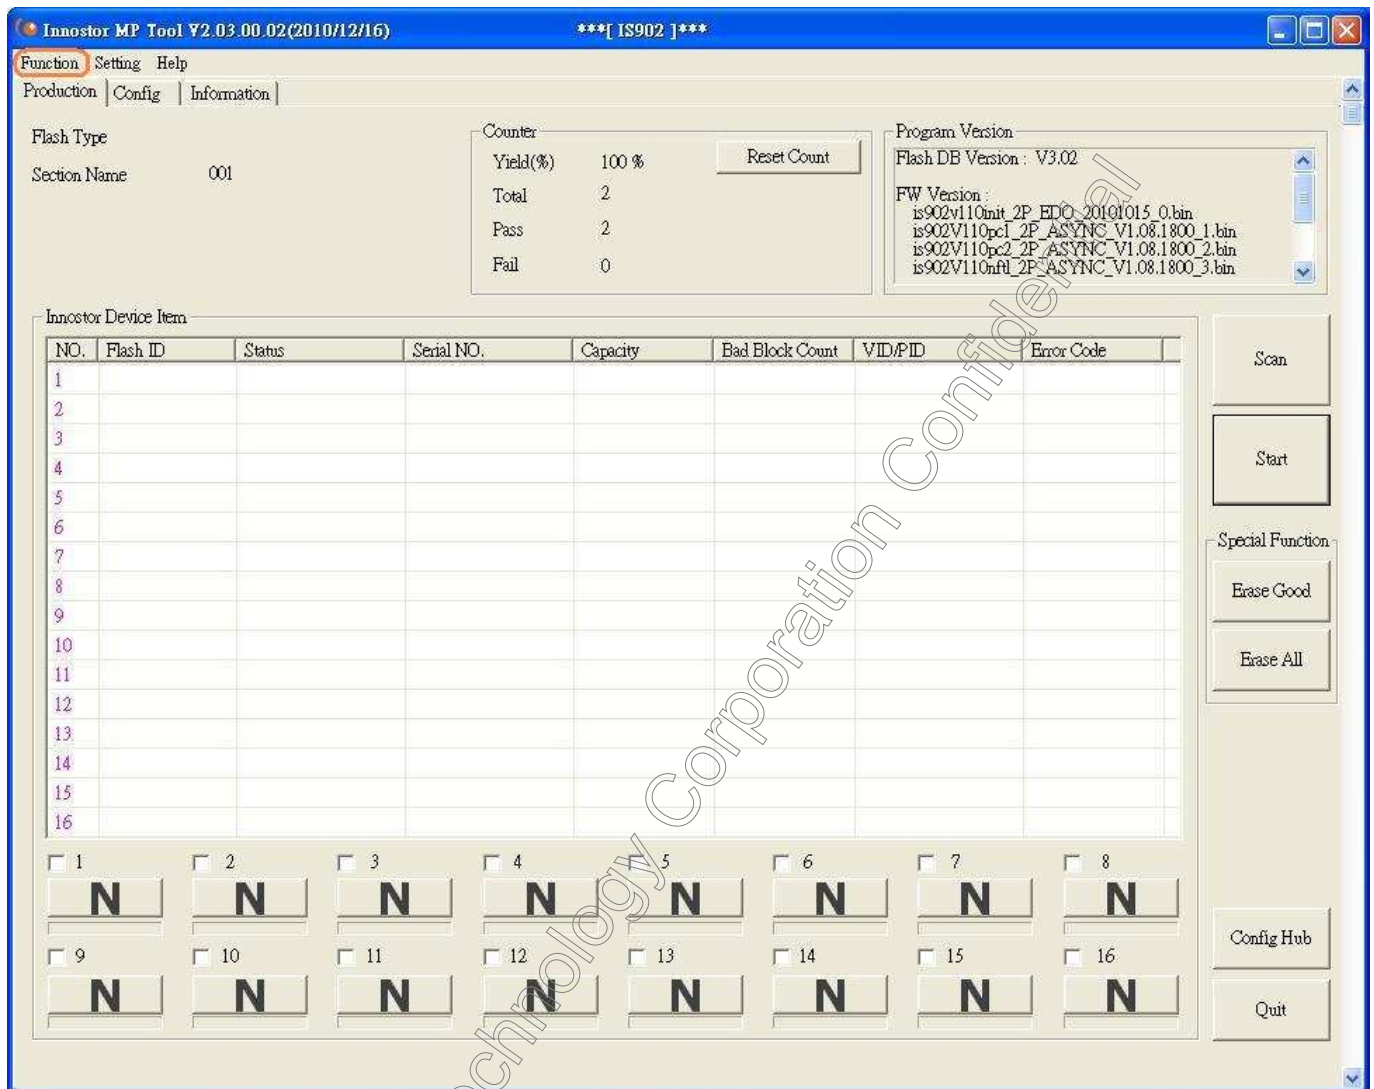 Innostor MP Tool V2.03.00.02(2010/12/16) ***[ IS902 ]***
Function Setting Help
Production Config Information
Flash Type
Section Name 001
Counter
Yield(%) 100 %
Reset Count
Total 2
Pass 2
Fail 0
Program Version
Flash DB Version : V3.02
FW Version :
is902v110init_2P_EDO_20101015_0.bin
is902V110pc1_2P_ASYNC_V1.08.1800_1.bin
is902V110pc2_2P_ASYNC_V1.08.1800_2.bin
is902V110nftl_2P_ASYNC_V1.08.1800_3.bin
Innostor Device Item
NO. Flash ID Status Serial NO. Capacity Bad Block Count VID/PID Error Code
1
2
3
4
5
6
7
8
9
10
11
12
13
14
15
16
Scan
Start
Special Function
Erase Good
Erase All
1 2 3 4 5 6 7 8
N N N N N N N N
9 10 11 12 13 14 15 16
N N N N N N N N
Config Hub
Quit
echnology Corporation Confidential